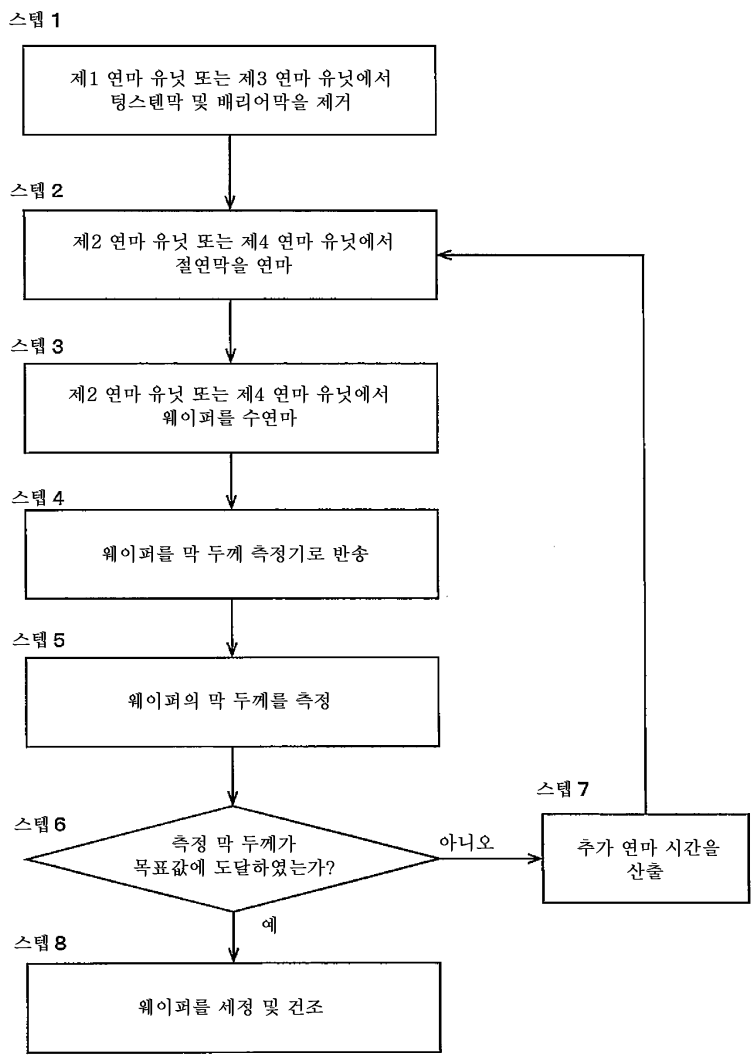 스텝 1
제1 연마 유닛 또는 제3 연마 유닛에서
텅스텐막 및 배리어막을 제거
스텝 2
제2 연마 유닛 또는 제4 연마 유닛에서
절연막을 연마
스텝 3
제2 연마 유닛 또는 제4 연마 유닛에서
웨이퍼를 수연마
스텝 4
웨이퍼를 막 두께 측정기로 반송
스텝 5
웨이퍼의 막 두께를 측정
스텝 6
측정 막 두께가
목표값에 도달하였는가?
아니오
스텝 7
추가 연마 시간을
산출
예
스텝 8
웨이퍼를 세정 및 건조